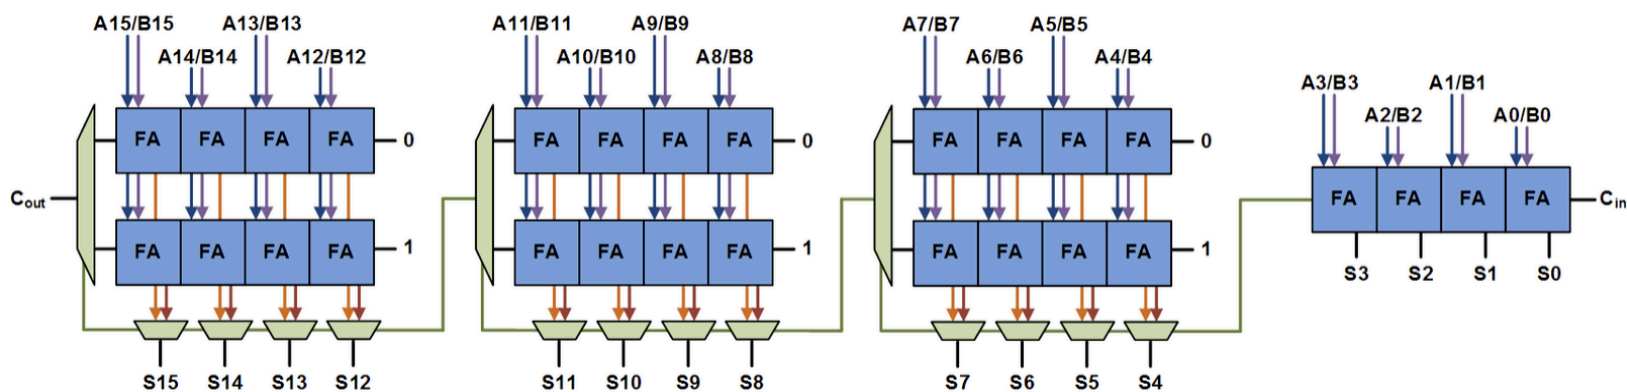 A15/B15 A13/B13 A11/B11 A9/B9 A7/B7 A5/B5
A14/B14 A12/B12 A10/B10 A8/B8 A6/B6 A4/B4
A3/B3 A1/B1
A2/B2 A0/B0
FA FA FA FA 0 FA FA FA FA 0 FA FA FA FA 0
Cout FA FA FA FA Cin
FA FA FA FA 1 FA FA FA FA 1 FA FA FA FA 1
S3 S2 S1 S0
S15 S14 S13 S12 S11 S10 S9 S8 S7 S6 S5 S4